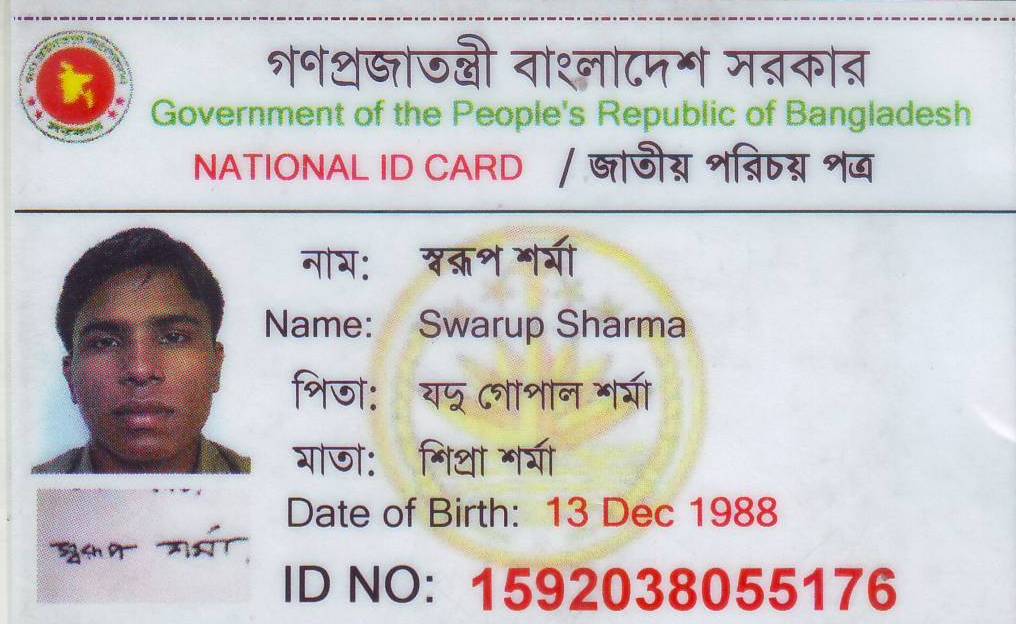 গণপ্রজাতন্ত্রী বাংলাদেশ সরকার
Government of the People's Republic of Bangladesh
NATIONAL ID CARD / জাতীয় পরিচয় পত্র
নাম: স্বরূপ শর্মা
Name: Swarup Sharma
পিতা: যদু গোপাল শর্মা
মাতা: শিপ্রা শর্মা
Date of Birth: 13 Dec 1988
স্বরূপ শর্মা
ID NO: 1592038055176